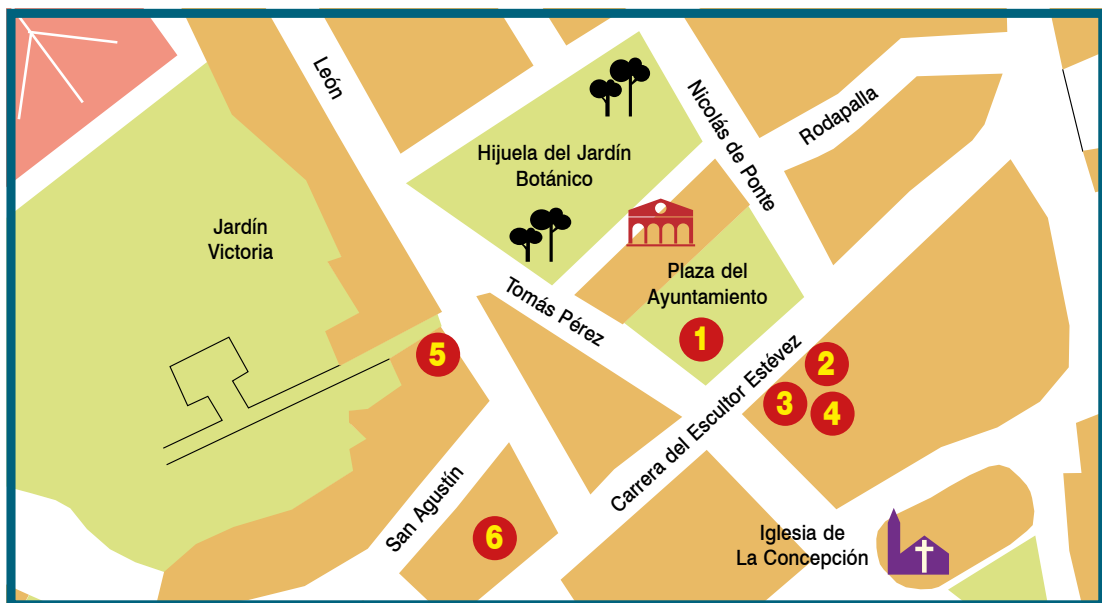 León
Nicolás de Ponte
Rodapalla
Hijuela del Jardín
Botánico
Jardín
Victoria
Plaza del
Ayuntamiento
Tomás Pérez
1
5
2
3
4
Carrera del Escultor Estévez
San Agustín
6
Iglesia de
La Concepción